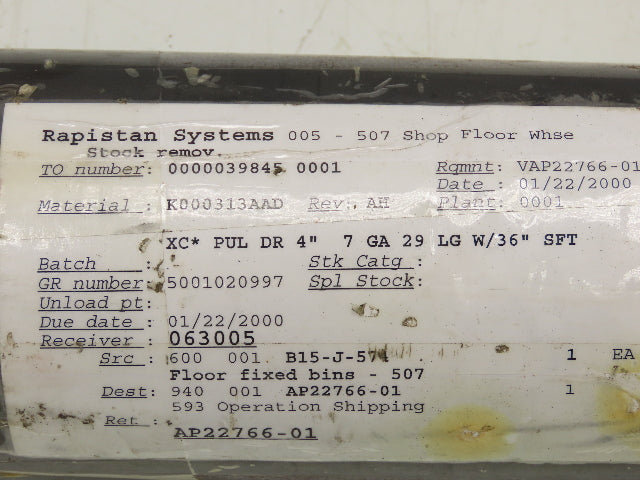 Rapistan Systems 005 - 507 Shop Floor Whse
Stock remov.
TO number: 0000039845 0001 Rqmnt: VAP22766-01
Date : 01/22/2000
Material : K000313AAD Rev.: AH Plant: 0001
XC* PUL DR 4" 7 GA 29 LG W/36" SFT
Batch : - Stk Catg :
GR number: 5001020997 Spl Stock:
Unload pt:
Due date : 01/22/2000
Receiver : 063005
Src : 600 001 B15-J-571 1 EA
Floor fixed bins - 507
Dest: 940 001 AP22766-01 1
593 Operation Shipping
Ret :
AP22766-01